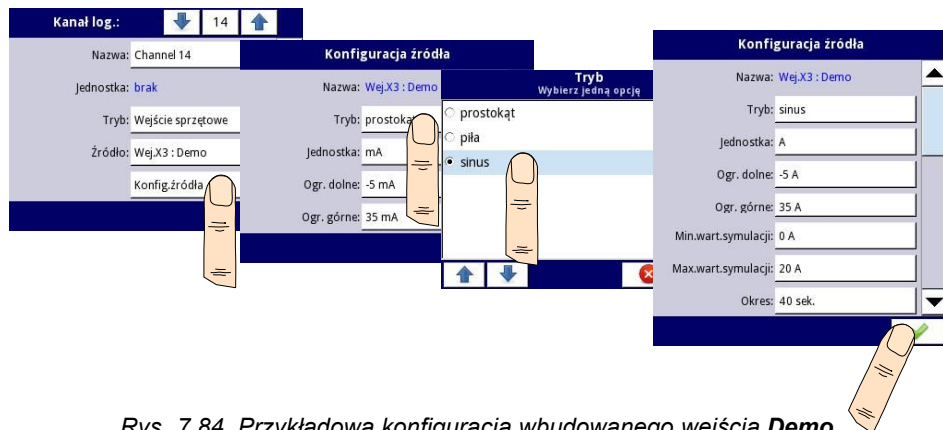 Kanał log.: 14
Nazwa: Channel 14
Jednostka: brak
Tryb: Wejście sprzętowe
Źródło: Wej.X3 : Demo
Konfig.źródła
Konfiguracja źródła
Nazwa: Wej.X3 : Demo
Tryb: prostokąt
Jednostka: mA
Ogr. dolne: -5 mA
Ogr. górne: 35 mA
Tryb
Wybierz jedną opcję
prostokąt
piła
sinus
Konfiguracja źródła
Nazwa: Wej.X3 : Demo
Tryb: sinus
Jednostka: A
Ogr. dolne: -5 A
Ogr. górne: 35 A
Min.wart.symulacji: 0 A
Max.wart.symulacji: 20 A
Okres: 40 sek.
Rys. 7.84. Przykładowa konfiguracja wbudowanego wejścia Demo